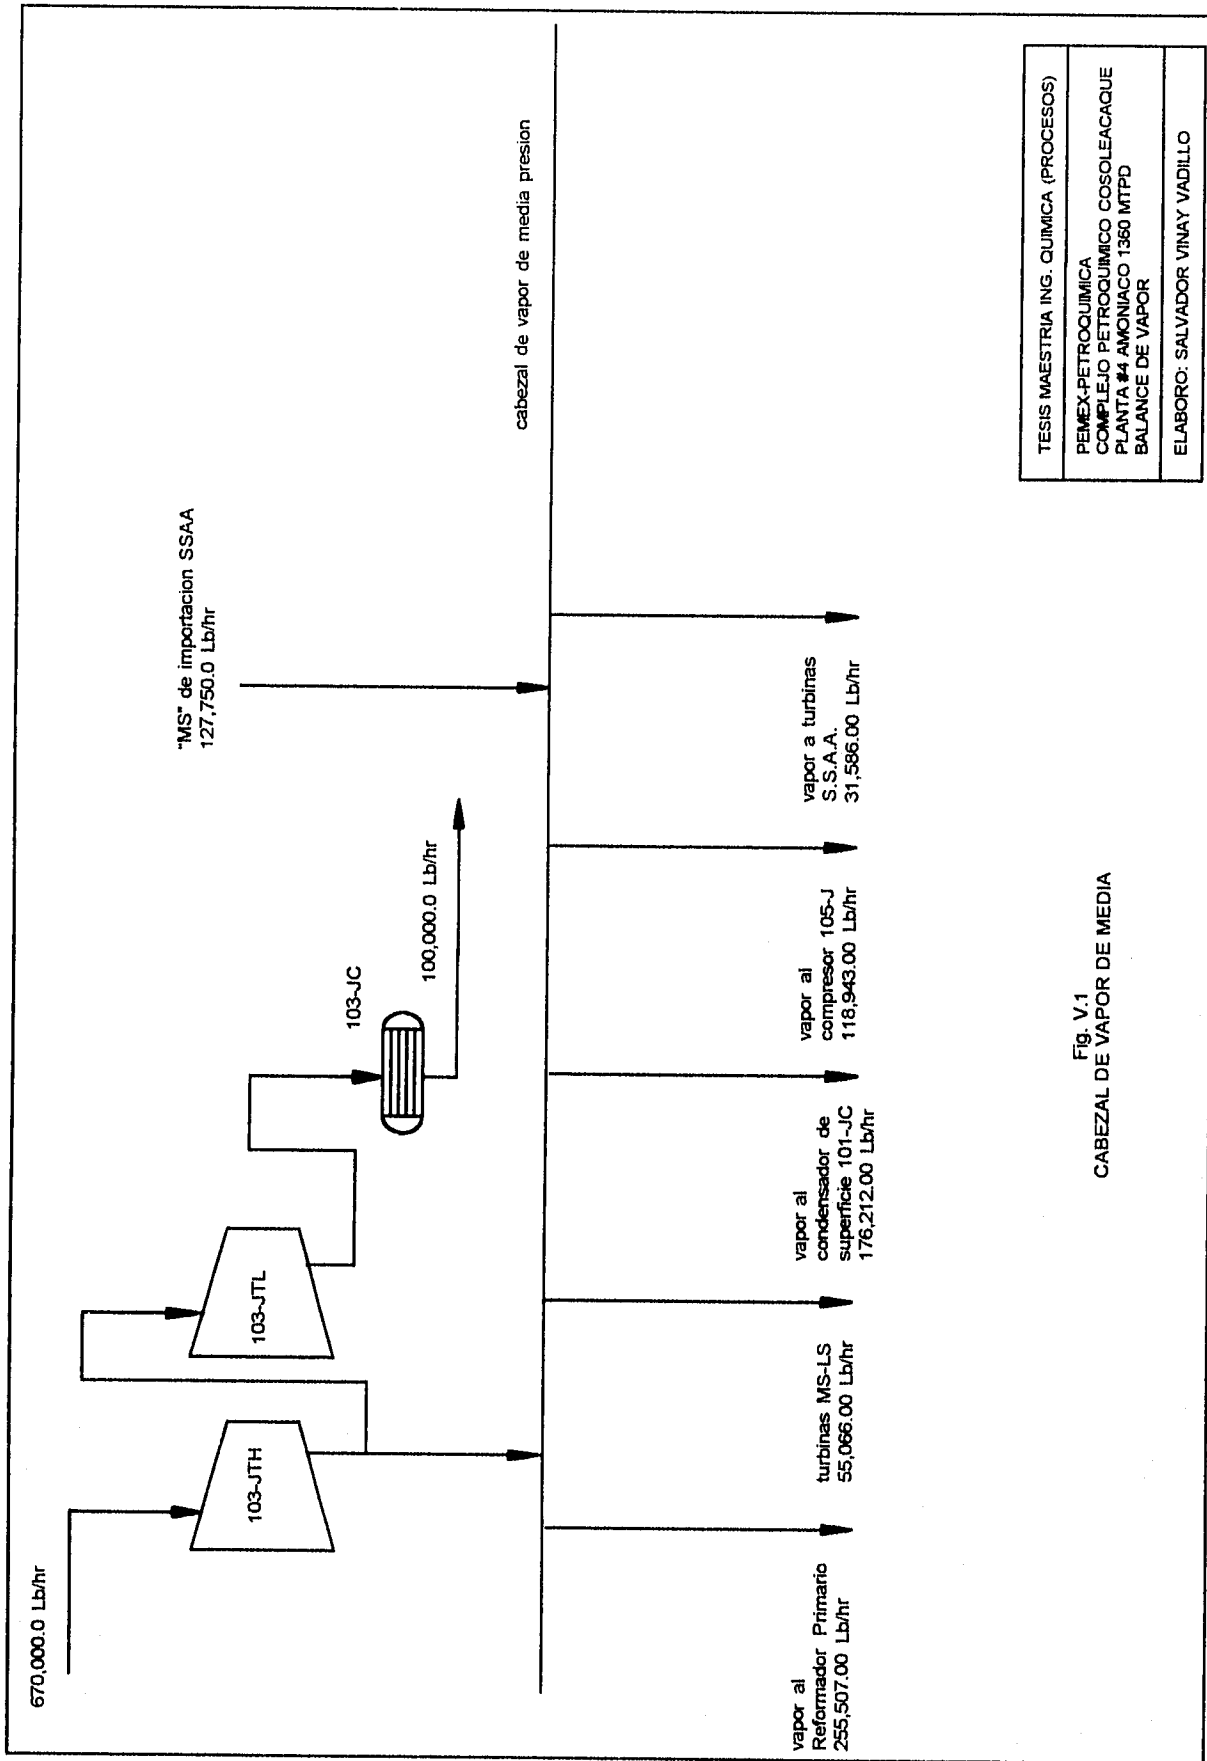 670,000.0 Lb/hr
103-JTH
103-JTL
103-JC
100,000.0 Lb/hr
"MS" de importacion SSAA
127,750.0 Lb/hr
cabezal de vapor de media presion
vapor al
Reformador Primario
255,507.00 Lb/hr
turbinas MS-LS
55,066.00 Lb/hr
vapor al
condensador de
superficie 101-JC
176,212.00 Lb/hr
vapor al
compresor 105-J
118,943.00 Lb/hr
vapor a turbinas
S.S.A.A.
31,586.00 Lb/hr
Fig. V.1
CABEZAL DE VAPOR DE MEDIA
TESIS MAESTRIA ING. QUIMICA (PROCESOS)
PEMEX-PETROQUIMICA
COMPLEJO PETROQUIMICO COSOLEACAQUE
PLANTA #4 AMONIACO 1360 MTPD
BALANCE DE VAPOR
ELABORO: SALVADOR VINAY VADILLO